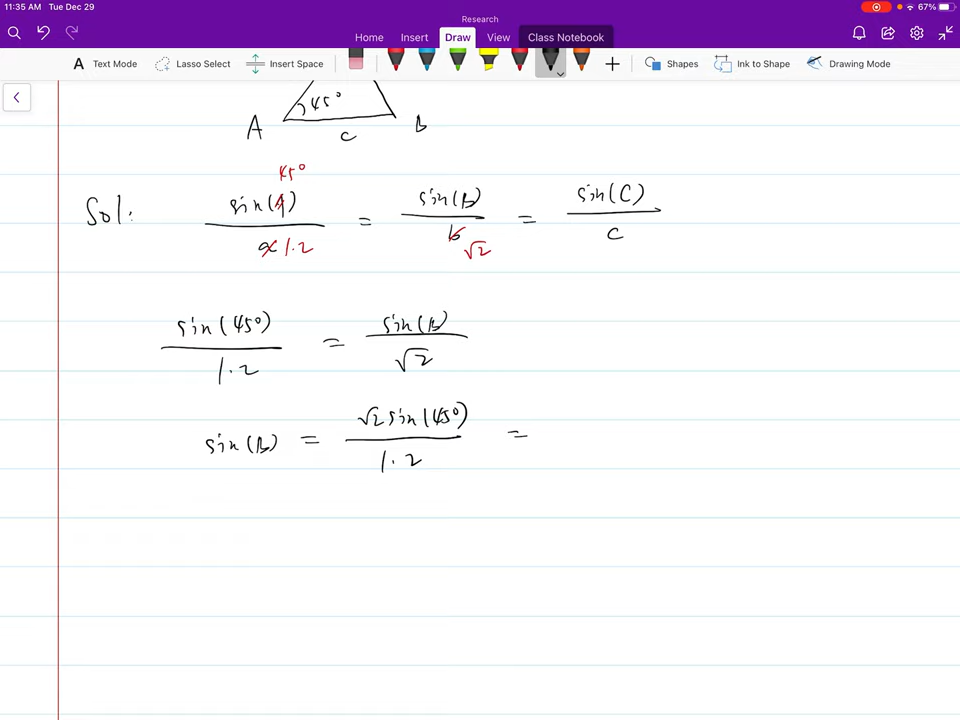 11:35 AM Tue Dec 29 67%
Research
Home Insert Draw View Class Notebook
A Text Mode Lasso Select Insert Space Shapes Ink to Shape Drawing Mode
45°
A c B
45°
Sol: sin(A)/a 1.2 = sin(B)/b √2 = sin(C)/c
sin(45°)/1.2 = sin(B)/√2
sin(B) = √2 sin(45°)/1.2 =